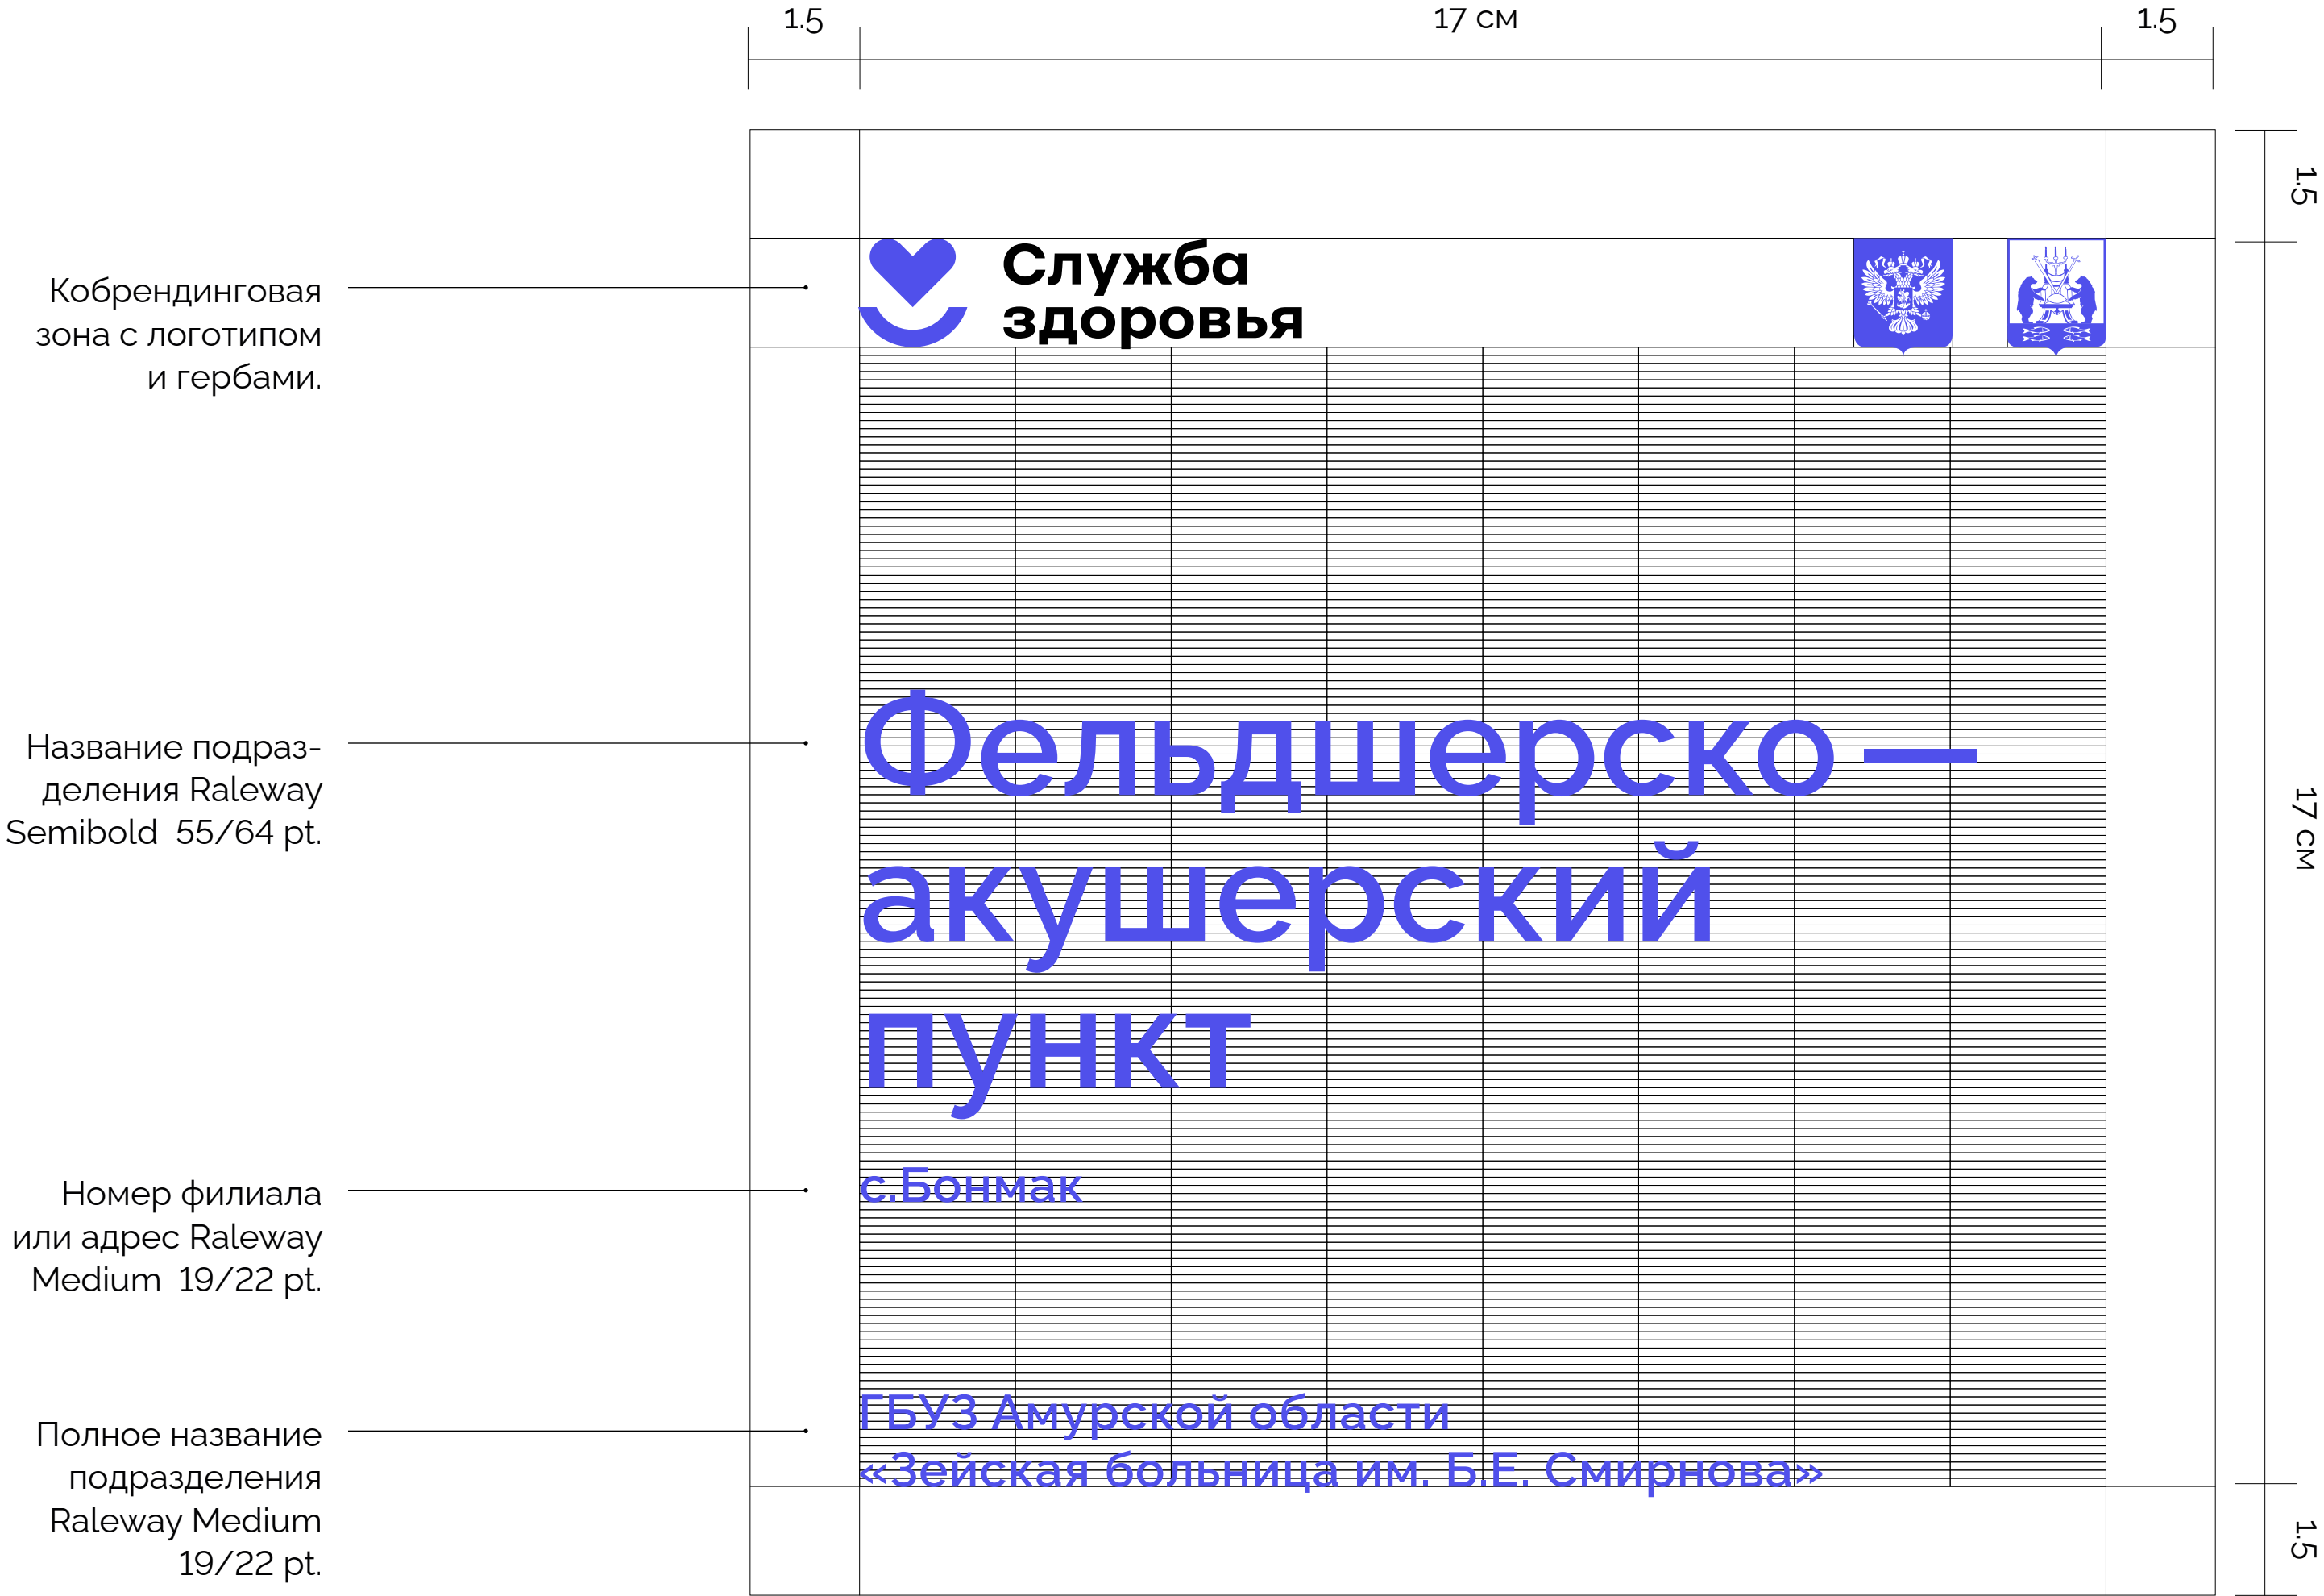 1.5
17 см
1.5
1.5
Служба
здоровья
Кобрендинговая
зона с логотипом
и гербами.
Название подраз-
деления Raleway
Semibold 55/64 pt.
Фельдшерско —
акушерский
пункт
17 см
Номер филиала
или адрес Raleway
Medium 19/22 pt.
с.Бонмак
Полное название
подразделения
Raleway Medium
19/22 pt.
ГБУЗ Амурской области
«Зейская больница им. Б.Е. Смирнова»
1.5